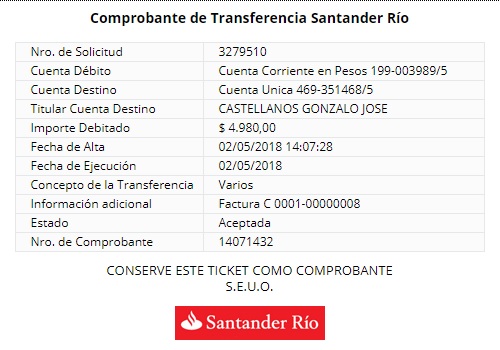 Comprobante de Transferencia Santander Río
Nro. de Solicitud 3279510
Cuenta Débito Cuenta Corriente en Pesos 199-003989/5
Cuenta Destino Cuenta Unica 469-351468/5
Titular Cuenta Destino CASTELLANOS GONZALO JOSE
Importe Debitado $ 4.980,00
Fecha de Alta 02/05/2018 14:07:28
Fecha de Ejecución 02/05/2018
Concepto de la Transferencia Varios
Información adicional Factura C 0001-00000008
Estado Aceptada
Nro. de Comprobante 14071432
CONSERVE ESTE TICKET COMO COMPROBANTE
S.E.U.O.
Santander Río